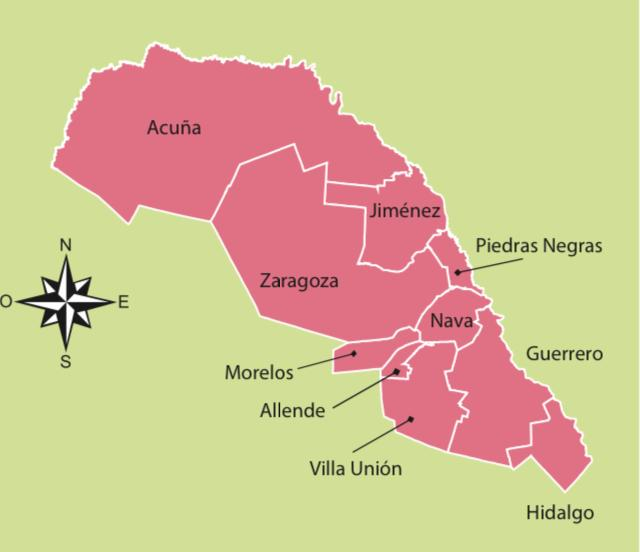 Acuña
Jiménez
Piedras Negras
N
O
E
S
Zaragoza
Nava
Guerrero
Morelos
Allende
Villa Unión
Hidalgo